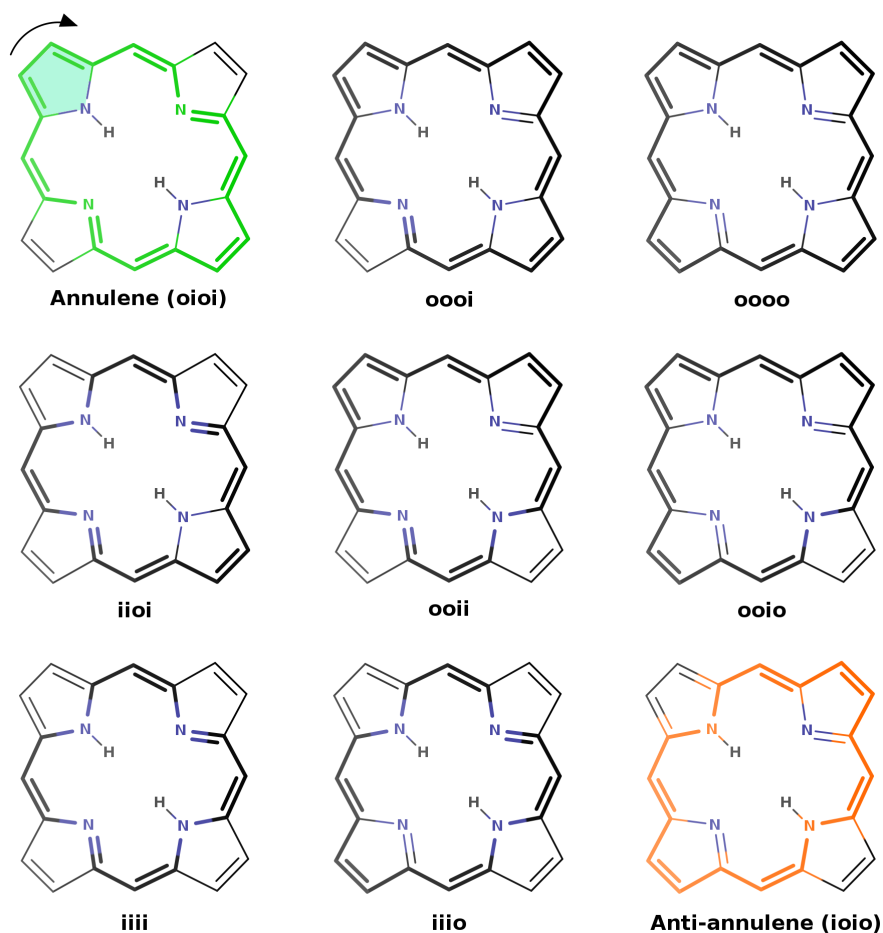 N N N N N N
H H H
H H H
N N N N N N
Annulene (oioi) oooi oooo
N N N N N N
H H H
H H H
N N N N N N
iioi ooii ooio
N N N N N N
H H H
H H H
N N N N N N
iiii iiio Anti-annulene (ioio)